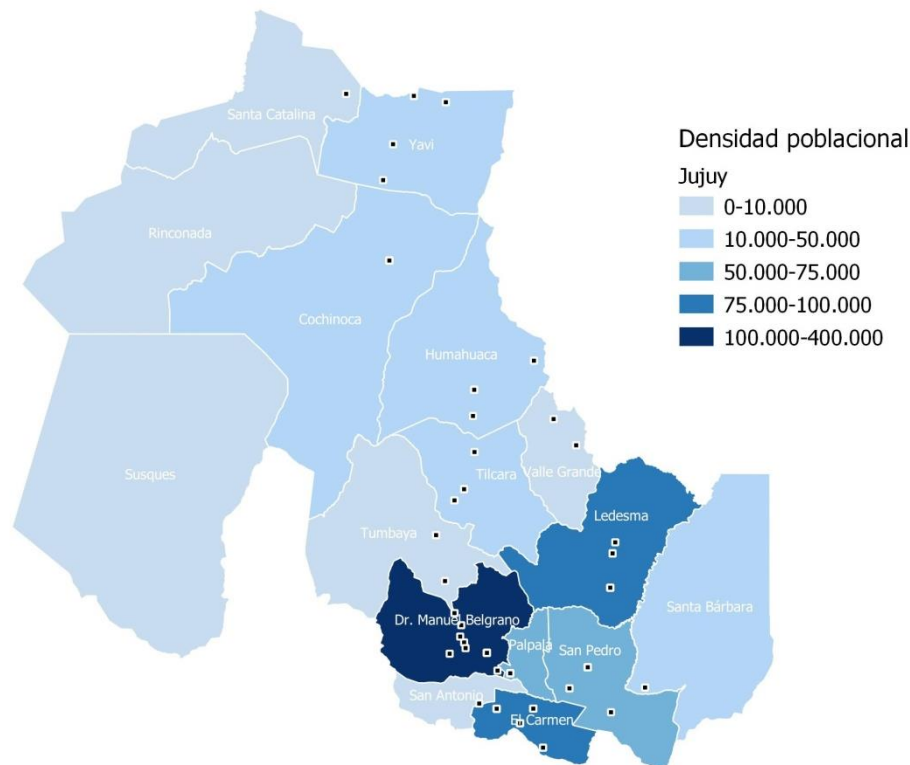 Densidad poblacional
Jujuy
0-10.000
10.000-50.000
50.000-75.000
75.000-100.000
100.000-400.000
Santa Catalina
Yavi
Rinconada
Cochinoca
Humahuaca
Susques
Tilcara
Valle Grande
Ledesma
Tumbaya
Santa Bárbara
Dr. Manuel Belgrano
Palpalá
San Pedro
San Antonio
El Carmen